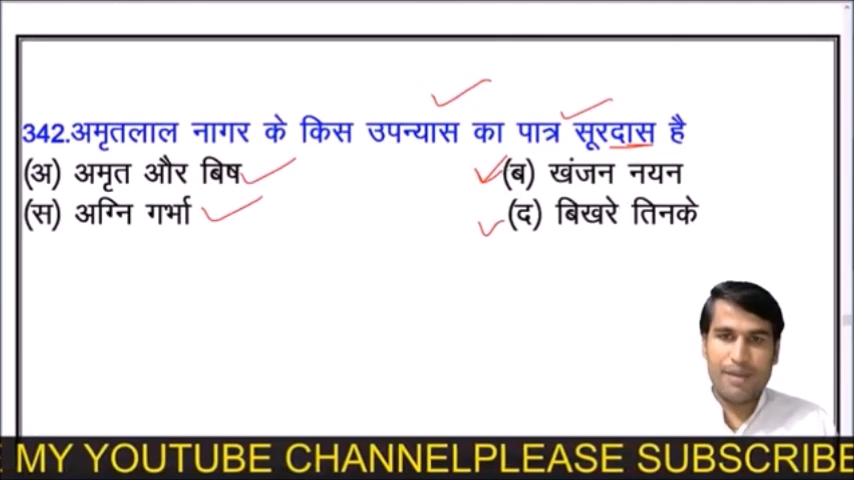 342.अमृतलाल नागर के किस उपन्यास का पात्र सूरदास है
(अ) अमृत और बिष (ब) खंजन नयन
(स) अग्नि गर्भा (द) बिखरे तिनके
MY YOUTUBE CHANNELPLEASE SUBSCRIBE